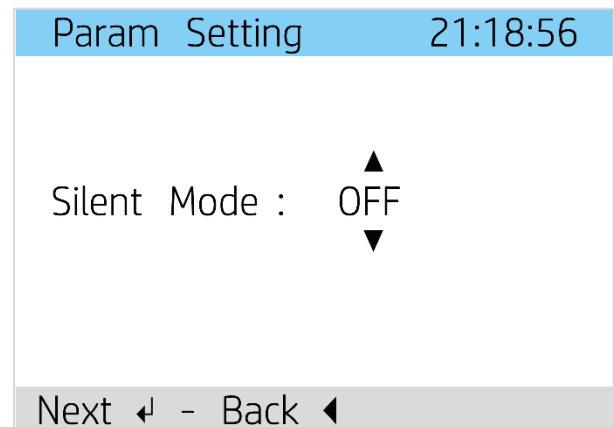 Param Setting 21:18:56
▲
Silent Mode : OFF
▼
Next ↲ - Back ◀